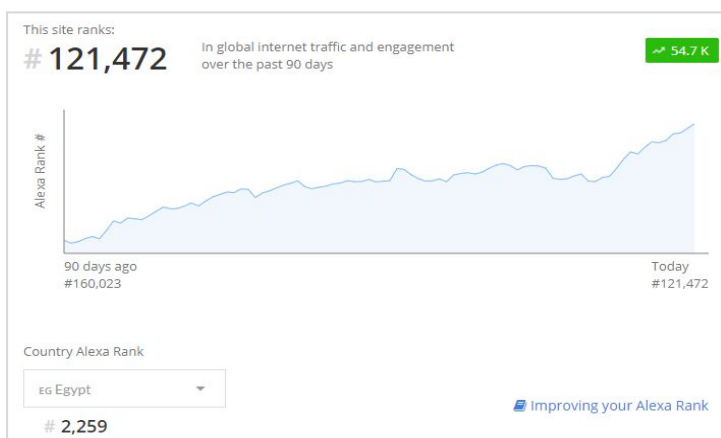 This site ranks:
# 121,472
In global internet traffic and engagement
over the past 90 days
54.7 K
Alexa Rank #
90 days ago
#160,023
Today
#121,472
Country Alexa Rank
EG Egypt
# 2,259
Improving your Alexa Rank